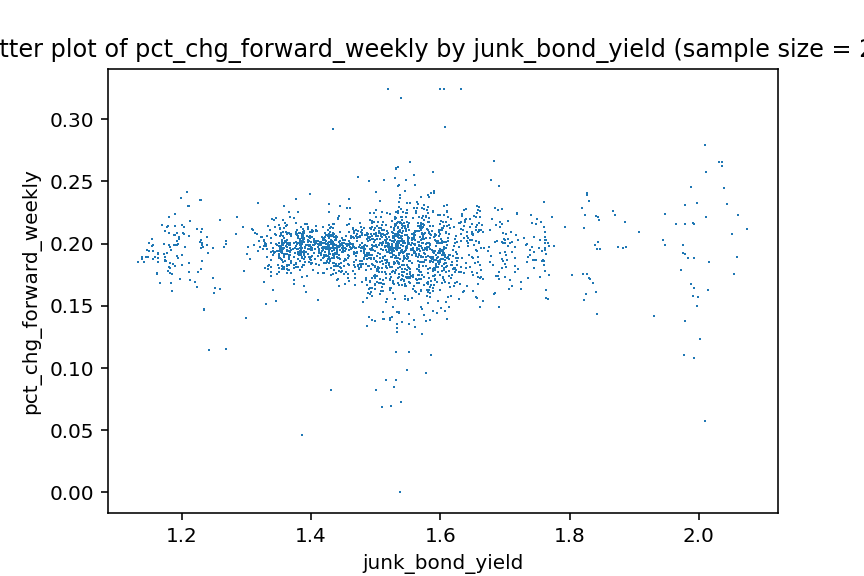 tter plot of pct_chg_forward_weekly by junk_bond_yield (sample size = 2
0.30
0.25
0.20
0.15
0.10
0.05
0.00
pct_chg_forward_weekly
1.2 1.4 1.6 1.8 2.0
junk_bond_yield